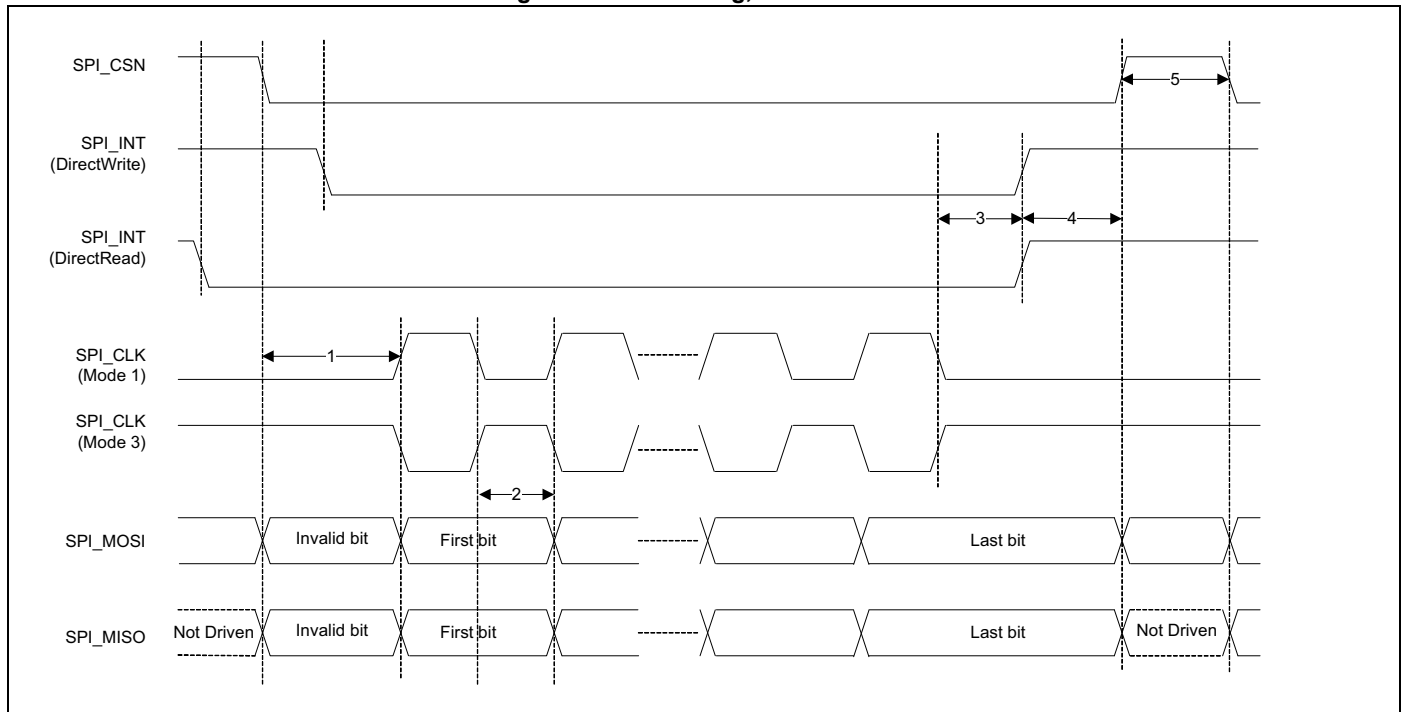 SPI_CSN
5
SPI_INT
(DirectWrite)
3
4
SPI_INT
(DirectRead)
SPI_CLK
(Mode 1)
1
SPI_CLK
(Mode 3)
2
SPI_MOSI
Invalid bit
First bit
Last bit
SPI_MISO
Not Driven
Invalid bit
First bit
Last bit
Not Driven